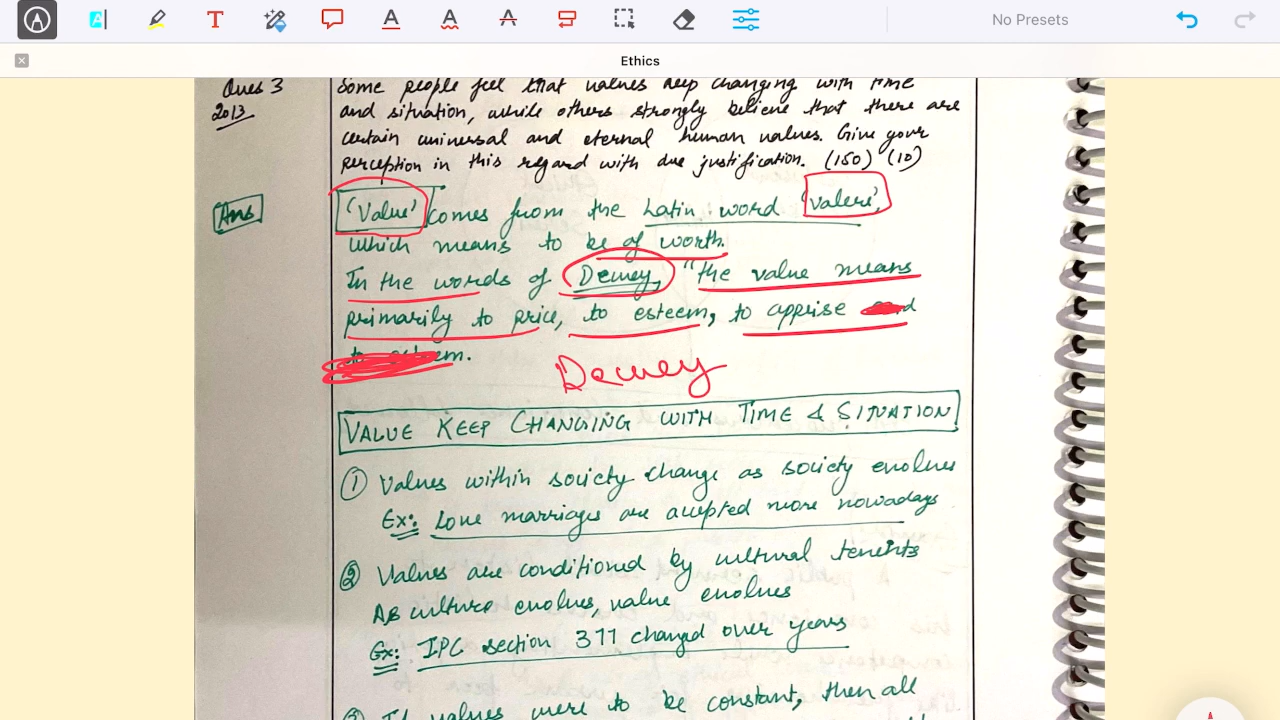 No Presets
Ethics
Ques 3
2013
Some people feel that values keep changing with time
and situation, while others strongly believe that there are
certain universal and eternal human values. Give your
perception in this regard with due justification. (150) (10)
Ans
'Value' comes from the Latin word 'valere',
which means to be of worth.
In the words of Dewey, "the value means
primarily to price, to esteem, to apprise
Dewey
VALUE KEEP CHANGING WITH TIME & SITUATION
① Values within society change as society evolves
Ex: Love marriages are accepted more nowadays
② Values are conditioned by cultural tenents
As culture evolves, value evolves
Ex: IPC section 377 changed over years
③ If values were to be constant, then all